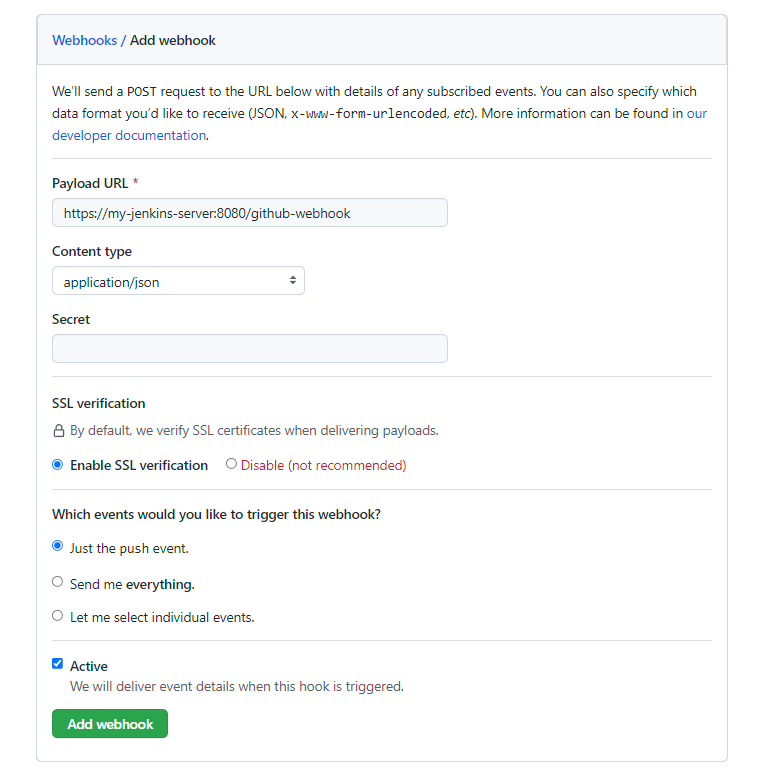 Webhooks / Add webhook
We'll send a POST request to the URL below with details of any subscribed events. You can also specify which
data format you'd like to receive (JSON, x-www-form-urlencoded, etc). More information can be found in our
developer documentation.
Payload URL *
https://my-jenkins-server:8080/github-webhook
Content type
application/json
Secret
SSL verification
By default, we verify SSL certificates when delivering payloads.
Enable SSL verification Disable (not recommended)
Which events would you like to trigger this webhook?
Just the push event.
Send me everything.
Let me select individual events.
Active
We will deliver event details when this hook is triggered.
Add webhook